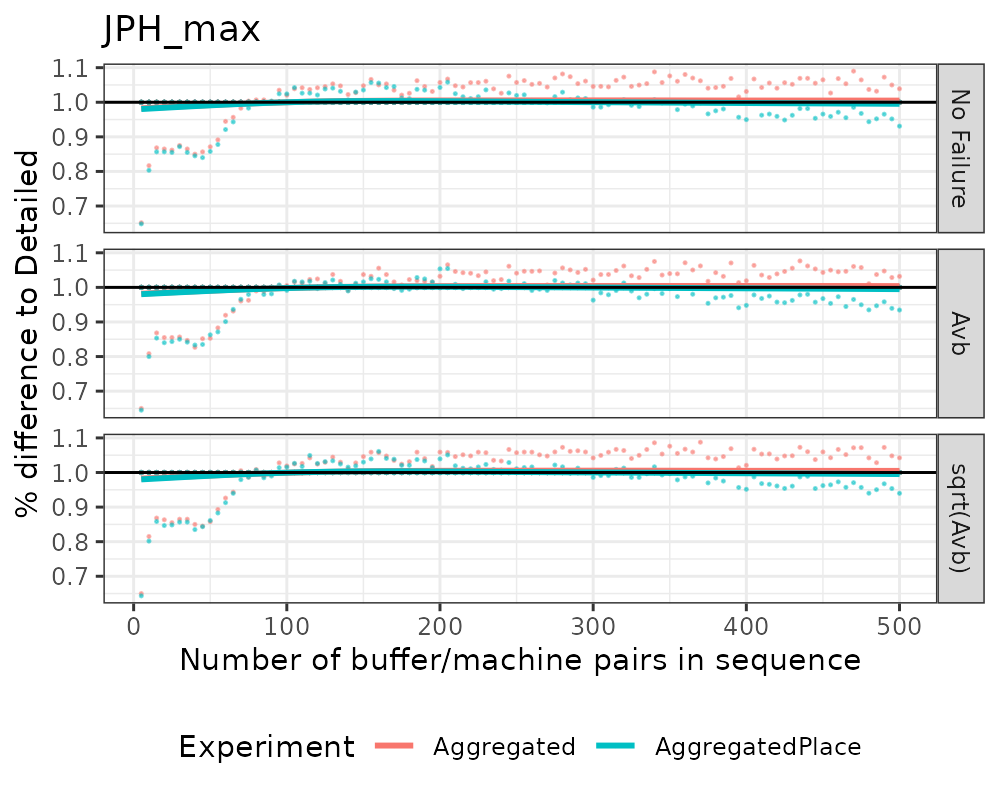 JPH_max
% difference to Detailed
1.1
1.0
0.9
0.8
0.7
No Failure
1.1
1.0
0.9
0.8
0.7
Avb
1.1
1.0
0.9
0.8
0.7
sqrt(Avb)
0 100 200 300 400 500
Number of buffer/machine pairs in sequence
Experiment Aggregated AggregatedPlace